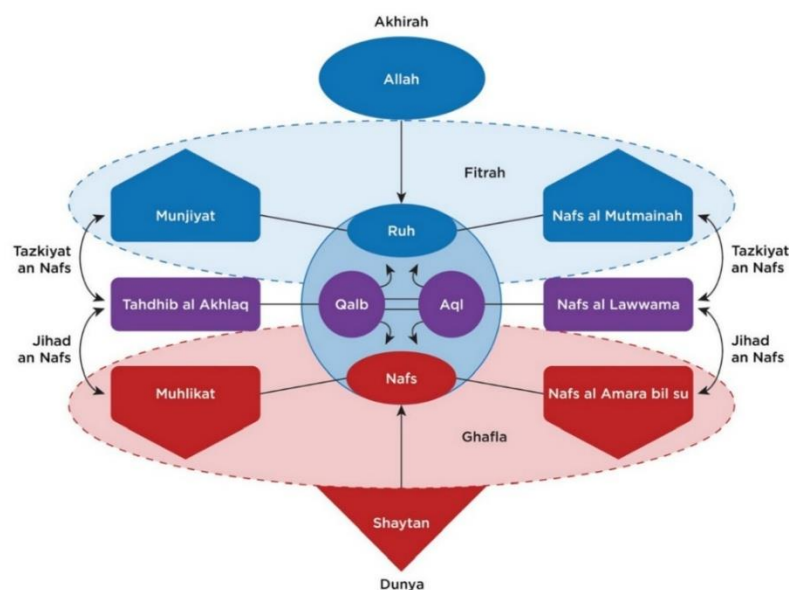 Akhirah
Allah
Fitrah
Munjiyat
Ruh
Nafs al Mutmainah
Tazkiyat
an Nafs
Tazkiyat
an Nafs
Tahdhib al Akhlaq
Qalb
Aql
Nafs al Lawwama
Jihad
an Nafs
Jihad
an Nafs
Muhlikat
Nafs
Nafs al Amara bil su
Ghafla
Shaytan
Dunya